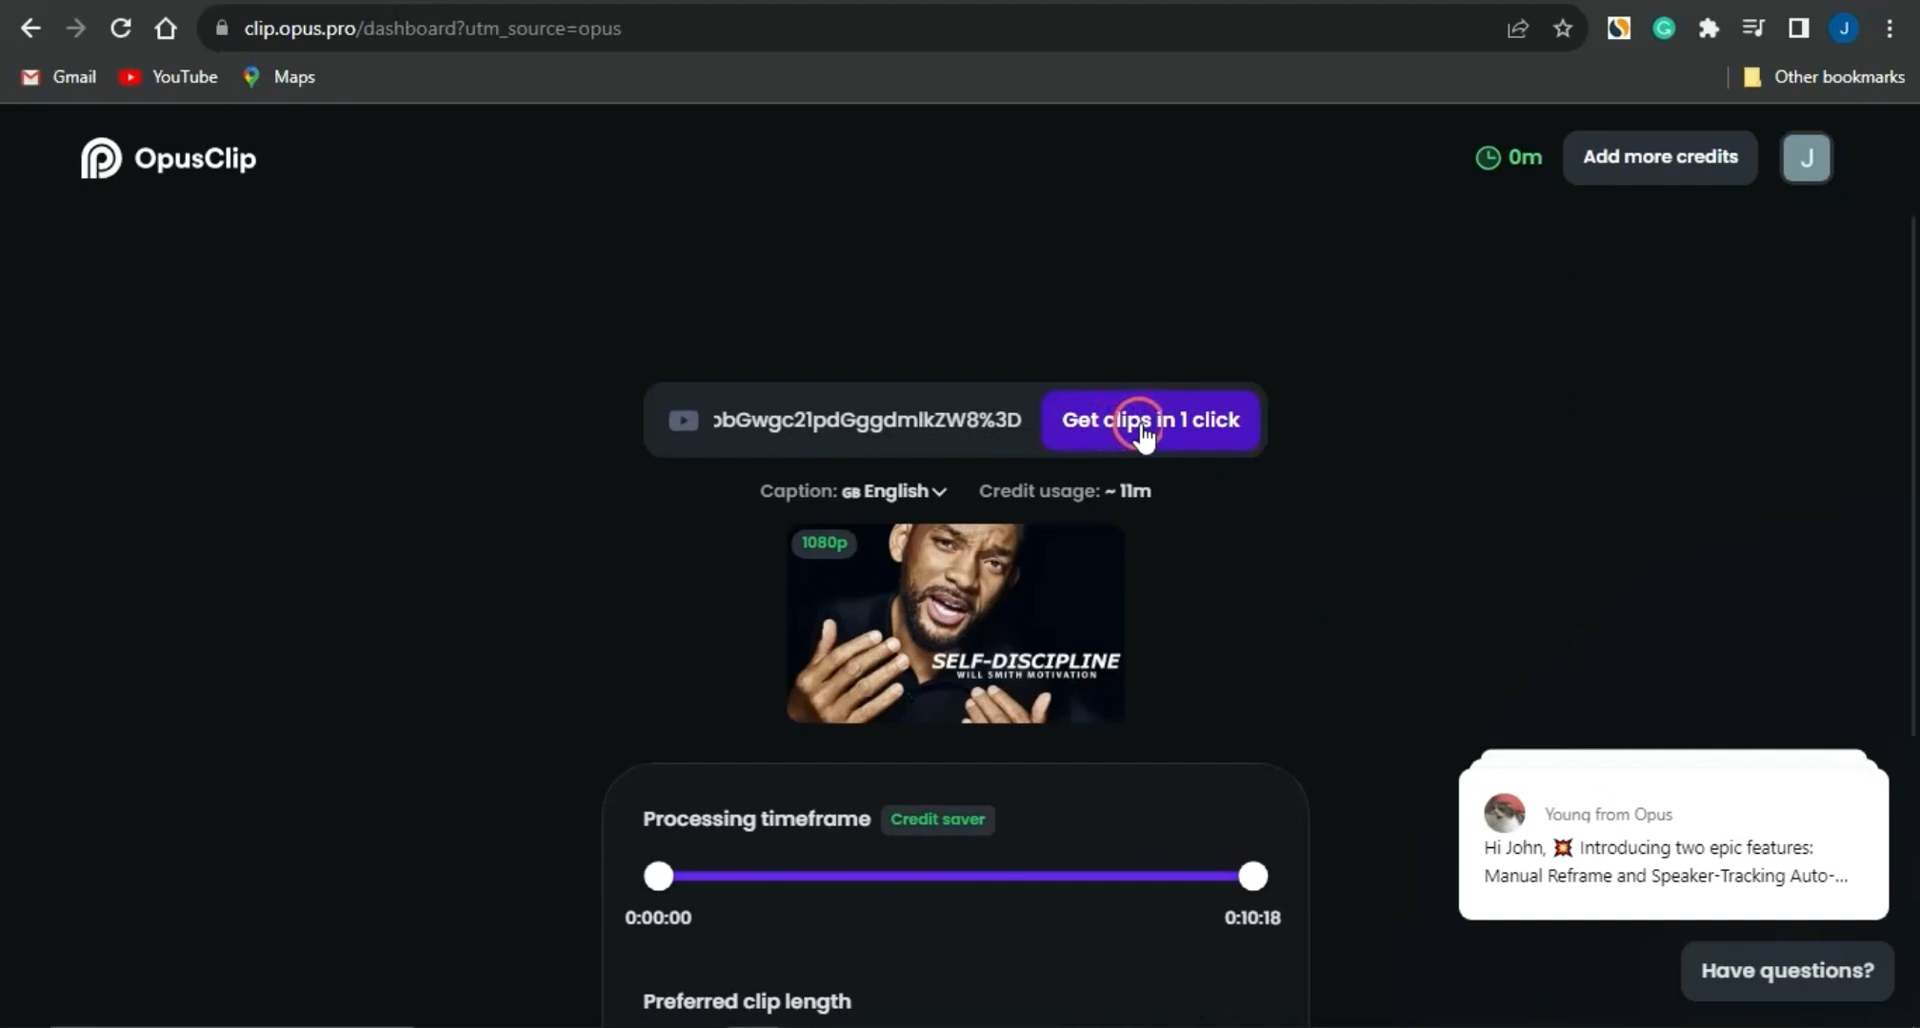 clip.opus.pro/dashboard?utm_source=opus
Gmail
YouTube
Maps
Other bookmarks
OpusClip
0m
Add more credits
J
bGwgc21pdGggdmlkZW8%3D
Get clips in 1 click
Caption: GB English
Credit usage: ~ 11m
1080p
SELF-DISCIPLINE
WILL SMITH MOTIVATION
Processing timeframe
Credit saver
0:00:00
0:10:18
Preferred clip length
Young from Opus
Hi John, 💥 Introducing two epic features:
Manual Reframe and Speaker-Tracking Auto-...
Have questions?